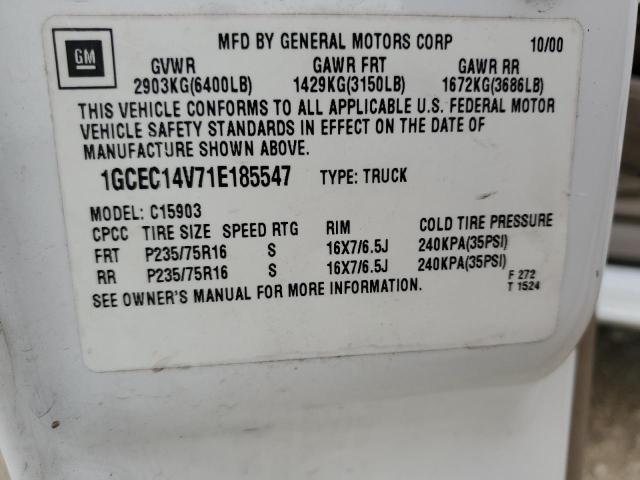 GM
MFD BY GENERAL MOTORS CORP 10/00
GVWR GAWR FRT GAWR RR
2903KG(6400LB) 1429KG(3150LB) 1672KG(3686LB)
THIS VEHICLE CONFORMS TO ALL APPLICABLE U.S. FEDERAL MOTOR
VEHICLE SAFETY STANDARDS IN EFFECT ON THE DATE OF
MANUFACTURE SHOWN ABOVE.
1GCEC14V71E185547 TYPE: TRUCK
MODEL: C15903
CPCC TIRE SIZE SPEED RTG RIM COLD TIRE PRESSURE
FRT P235/75R16 S 16X7/6.5J 240KPA(35PSI)
RR P235/75R16 S 16X7/6.5J 240KPA(35PSI)
SEE OWNER'S MANUAL FOR MORE INFORMATION.
F 272
T 1524